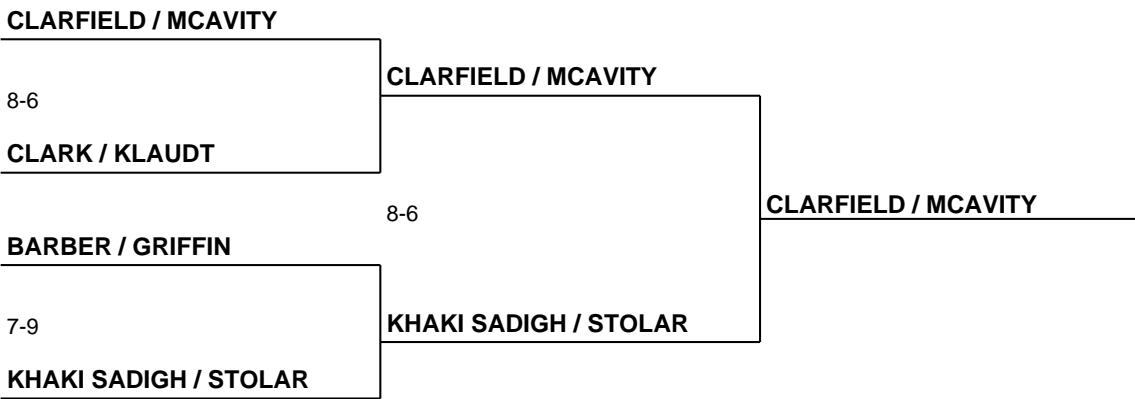 CLARFIELD / MCAVITY
CLARFIELD / MCAVITY
8-6
CLARK / KLAUDT
CLARFIELD / MCAVITY
8-6
BARBER / GRIFFIN
7-9
KHAKI SADIGH / STOLAR
KHAKI SADIGH / STOLAR